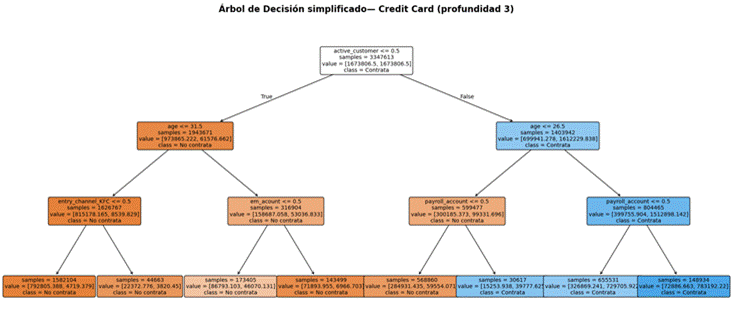 Árbol de Decisión simplificado— Credit Card (profundidad 3)
active_customer <= 0.5
samples = 3347613
value = [1673806.5, 1673806.5]
class = Contrata
True
False
age <= 31.5
samples = 1943671
value = [973865.222, 61576.662]
class = No contrata
age <= 26.5
samples = 1403942
value = [699941.278, 1612229.838]
class = Contrata
entry_channel_KFC <= 0.5
samples = 1626767
value = [815178.165, 8539.829]
class = No contrata
em_acount <= 0.5
samples = 316904
value = [158687.058, 53036.833]
class = No contrata
payroll_account <= 0.5
samples = 599477
value = [300185.373, 99331.696]
class = No contrata
payroll_account <= 0.5
samples = 804465
value = [399755.904, 1512898.142]
class = Contrata
samples = 1582104
value = [792805.388, 4719.379]
class = No contrata
samples = 44663
value = [22372.776, 3820.45]
class = No contrata
samples = 173405
value = [86793.103, 46070.131]
class = No contrata
samples = 143499
value = [71893.955, 6966.703]
class = No contrata
samples = 568860
value = [284931.435, 59554.071]
class = No contrata
samples = 30617
value = [15253.938, 39777.625]
class = Contrata
samples = 655531
value = [326869.241, 729705.922]
class = Contrata
samples = 148934
value = [72886.663, 783192.22]
class = Contrata